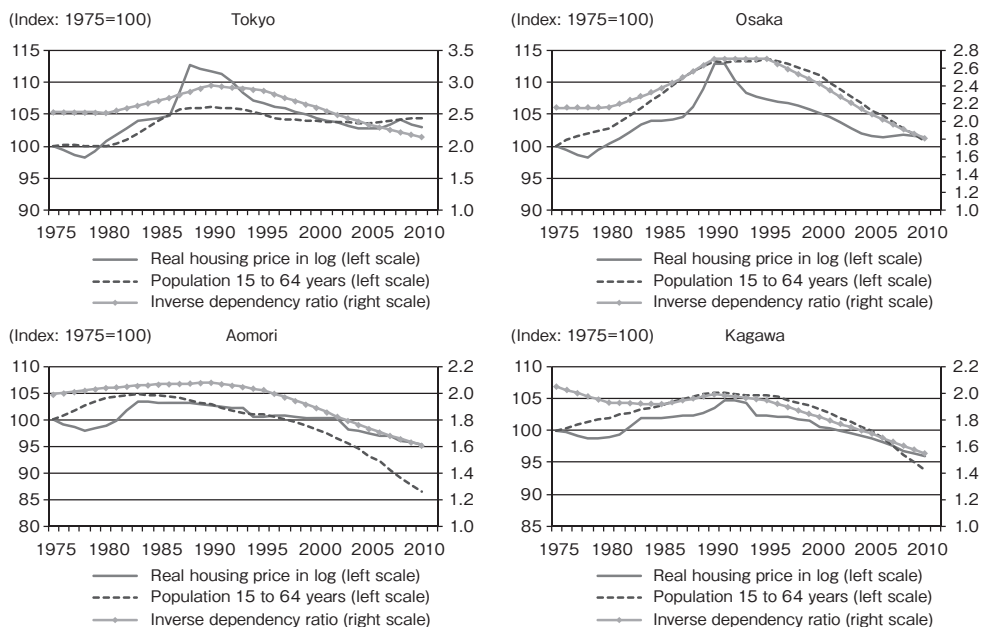 (Index: 1975=100) Tokyo
115 3.5
110 3.0
105 2.5
100 2.0
95 1.5
90 1.0
1975 1980 1985 1990 1995 2000 2005 2010
Real housing price in log (left scale)
Population 15 to 64 years (left scale)
Inverse dependency ratio (right scale)
(Index: 1975=100) Osaka
115 2.8
2.6
110 2.4
2.2
105 2.0
100 1.8
1.6
95 1.4
1.2
90 1.0
1975 1980 1985 1990 1995 2000 2005 2010
Real housing price in log (left scale)
Population 15 to 64 years (left scale)
Inverse dependency ratio (right scale)
(Index: 1975=100) Aomori
110 2.2
105 2.0
100 1.8
95 1.6
90 1.4
85 1.2
80 1.0
1975 1980 1985 1990 1995 2000 2005 2010
Real housing price in log (left scale)
Population 15 to 64 years (left scale)
Inverse dependency ratio (right scale)
(Index: 1975=100) Kagawa
110 2.2
105 2.0
1.8
100 1.6
95 1.4
90 1.2
85 1.0
1975 1980 1985 1990 1995 2000 2005 2010
Real housing price in log (left scale)
Population 15 to 64 years (left scale)
Inverse dependency ratio (right scale)